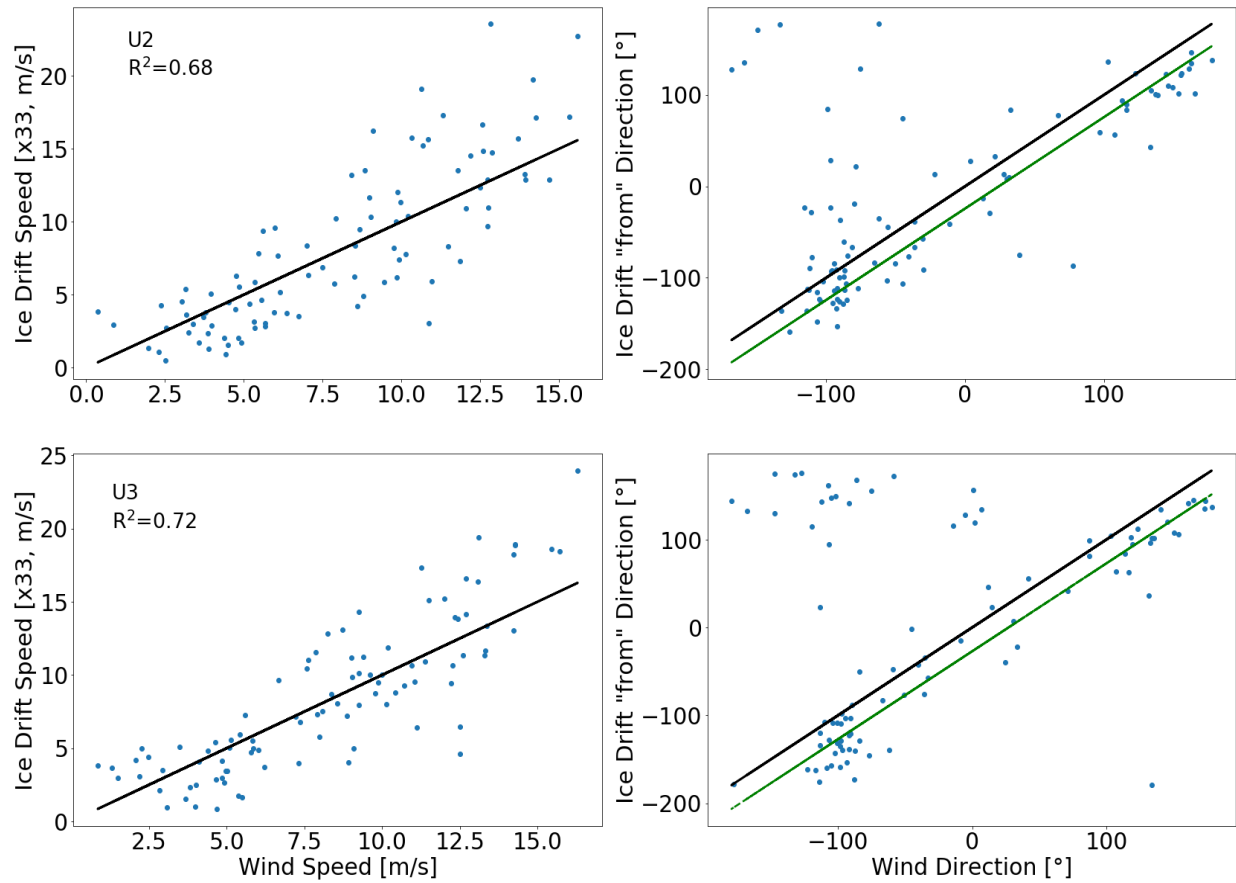 Ice Drift Speed [x33, m/s]
U2
R²=0.68
20
15
10
5
0
0.0 2.5 5.0 7.5 10.0 12.5 15.0
Ice Drift "from" Direction [°]
100
0
−100
−200
−100 0 100
Ice Drift Speed [x33, m/s]
U3
R²=0.72
25
20
15
10
5
0
2.5 5.0 7.5 10.0 12.5 15.0
Wind Speed [m/s]
Ice Drift "from" Direction [°]
100
0
−100
−200
−100 0 100
Wind Direction [°]